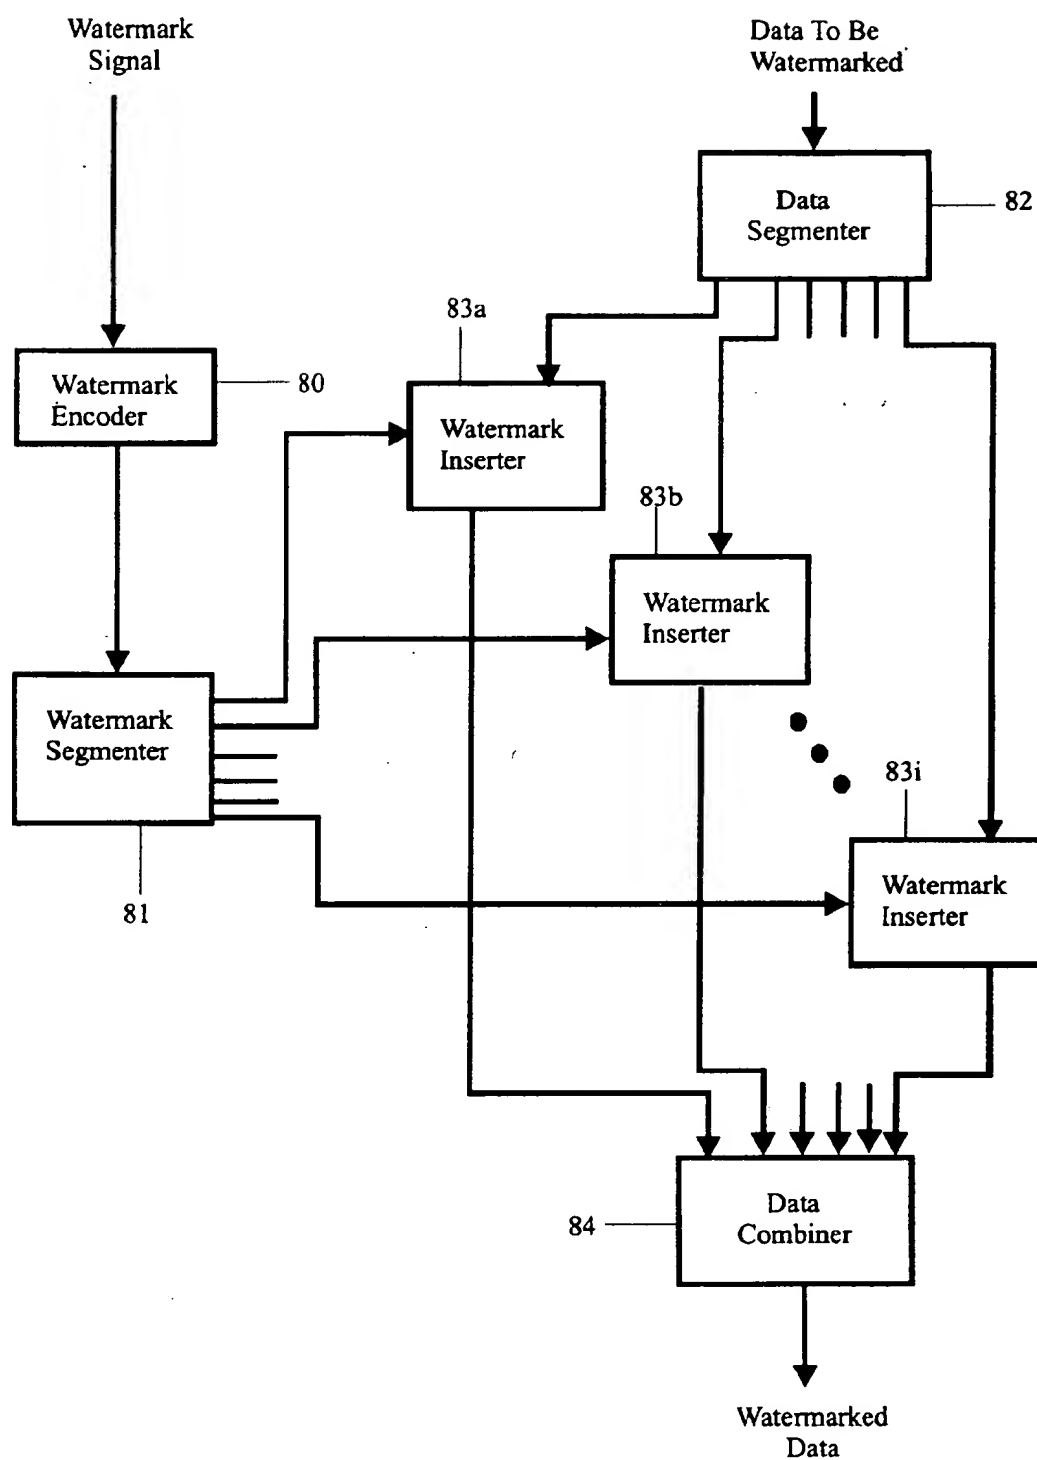 Watermark
Signal
Data To Be
Watermarked
Data
Segmenter
82
83a
Watermark
Encoder
80
Watermark
Inserter
83b
Watermark
Inserter
Watermark
Segmenter
81
83i
Watermark
Inserter
Data
Combiner
84
Watermarked
Data